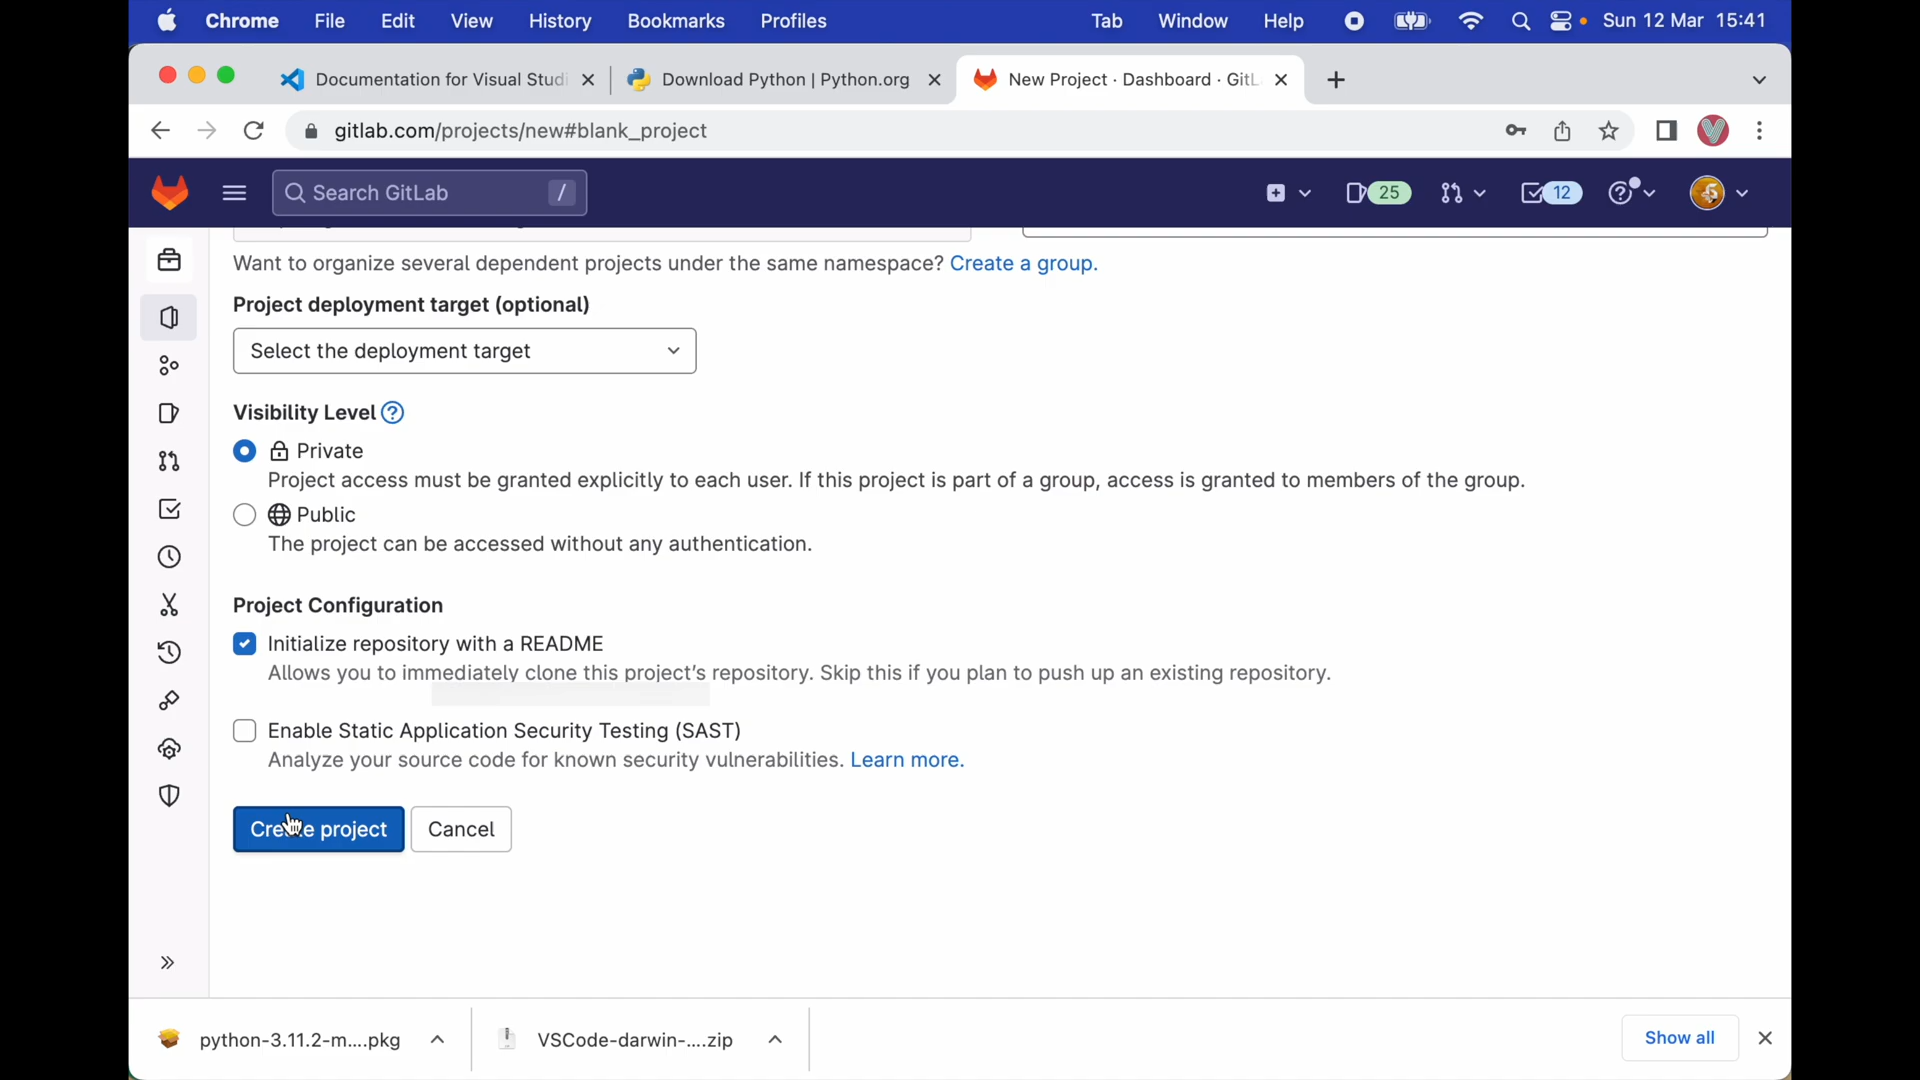 Chrome File Edit View History Bookmarks Profiles Tab Window Help Sun 12 Mar 15:41
Documentation for Visual Studi Download Python | Python.org New Project · Dashboard · GitL
gitlab.com/projects/new#blank_project
Search GitLab / 25 12
Want to organize several dependent projects under the same namespace? Create a group.
Project deployment target (optional)
Select the deployment target
Visibility Level
Private
Project access must be granted explicitly to each user. If this project is part of a group, access is granted to members of the group.
Public
The project can be accessed without any authentication.
Project Configuration
Initialize repository with a README
Allows you to immediately clone this project's repository. Skip this if you plan to push up an existing repository.
Enable Static Application Security Testing (SAST)
Analyze your source code for known security vulnerabilities. Learn more.
Create project Cancel
python-3.11.2-m....pkg VSCode-darwin-....zip Show all